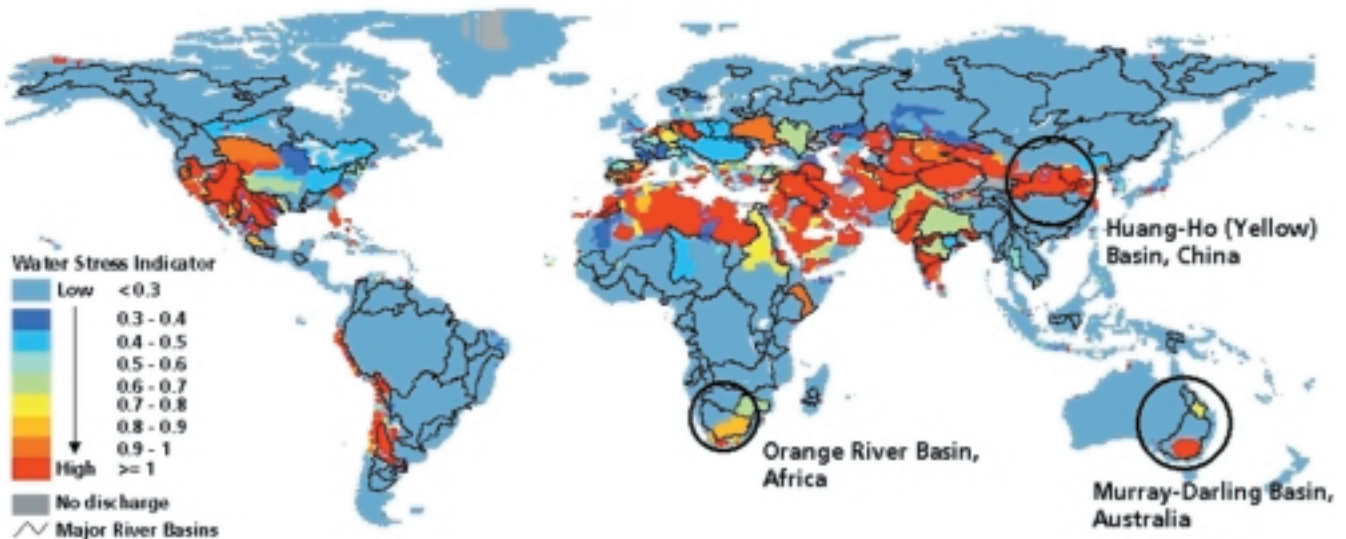 Huang-Ho (Yellow)
Basin, China
Water Stress Indicator
Low <0.3
0.3 - 0.4
0.4 - 0.5
0.5 - 0.6
0.6 - 0.7
0.7 - 0.8
0.8 - 0.9
0.9 - 1
High >= 1
No discharge
Major River Basins
Orange River Basin,
Africa
Murray-Darling Basin,
Australia